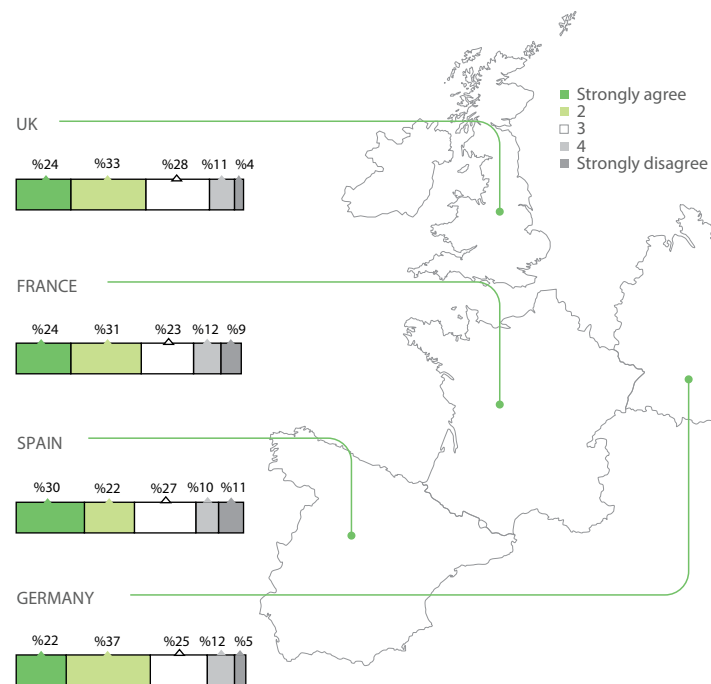 Strongly agree
2
3
4
Strongly disagree
UK
%24 %33 %28 %11 %4
FRANCE
%24 %31 %23 %12 %9
SPAIN
%30 %22 %27 %10 %11
GERMANY
%22 %37 %25 %12 %5